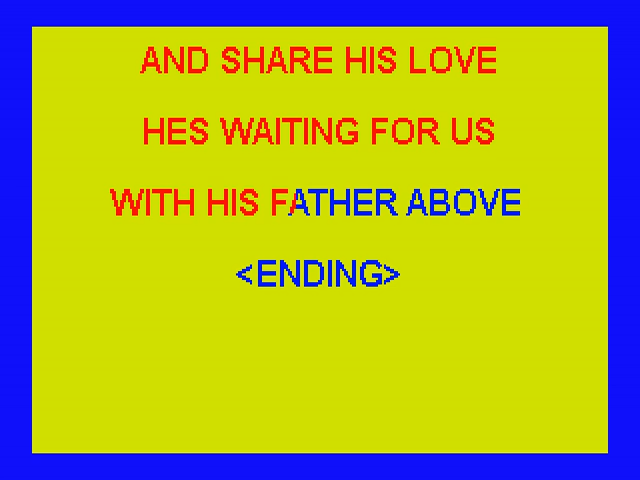 AND SHARE HIS LOVE
HES WAITING FOR US
WITH HIS FATHER ABOVE
<ENDING>